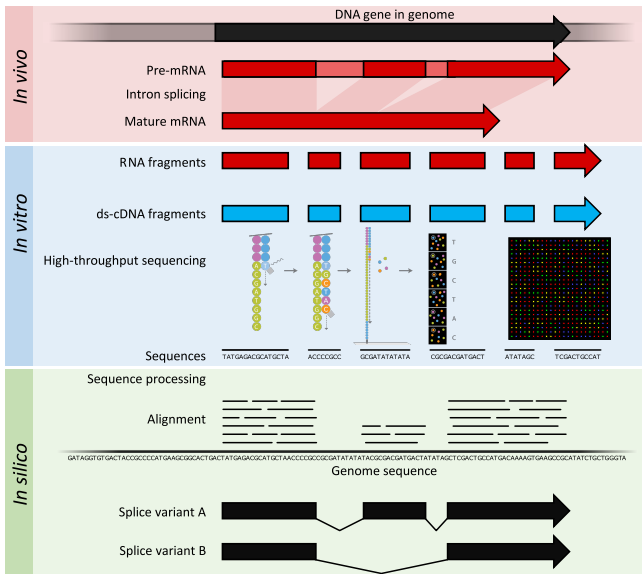 In vivo
DNA gene in genome
Pre-mRNA
Intron splicing
Mature mRNA
In vitro
RNA fragments
ds-cDNA fragments
High-throughput sequencing
T
G
C
T
A
C
Sequences
TATGAGACGCATGCTA ACCCCGCC GCGATATATATA CGCGACGATGACT ATATAGC TCGACTGCCAT
In silico
Sequence processing
Alignment
GATAGGTGTGACTACCGCCCCATGAAGCGGCACTGACTATGAGACGCATGCTAACCCCGCCGCGATATATATACGCGACGATGACTATATAGCTCGACTGCCATGACAAAAGTGAAGCCGCATATCTGCTGGGTA
Genome sequence
Splice variant A
Splice variant B